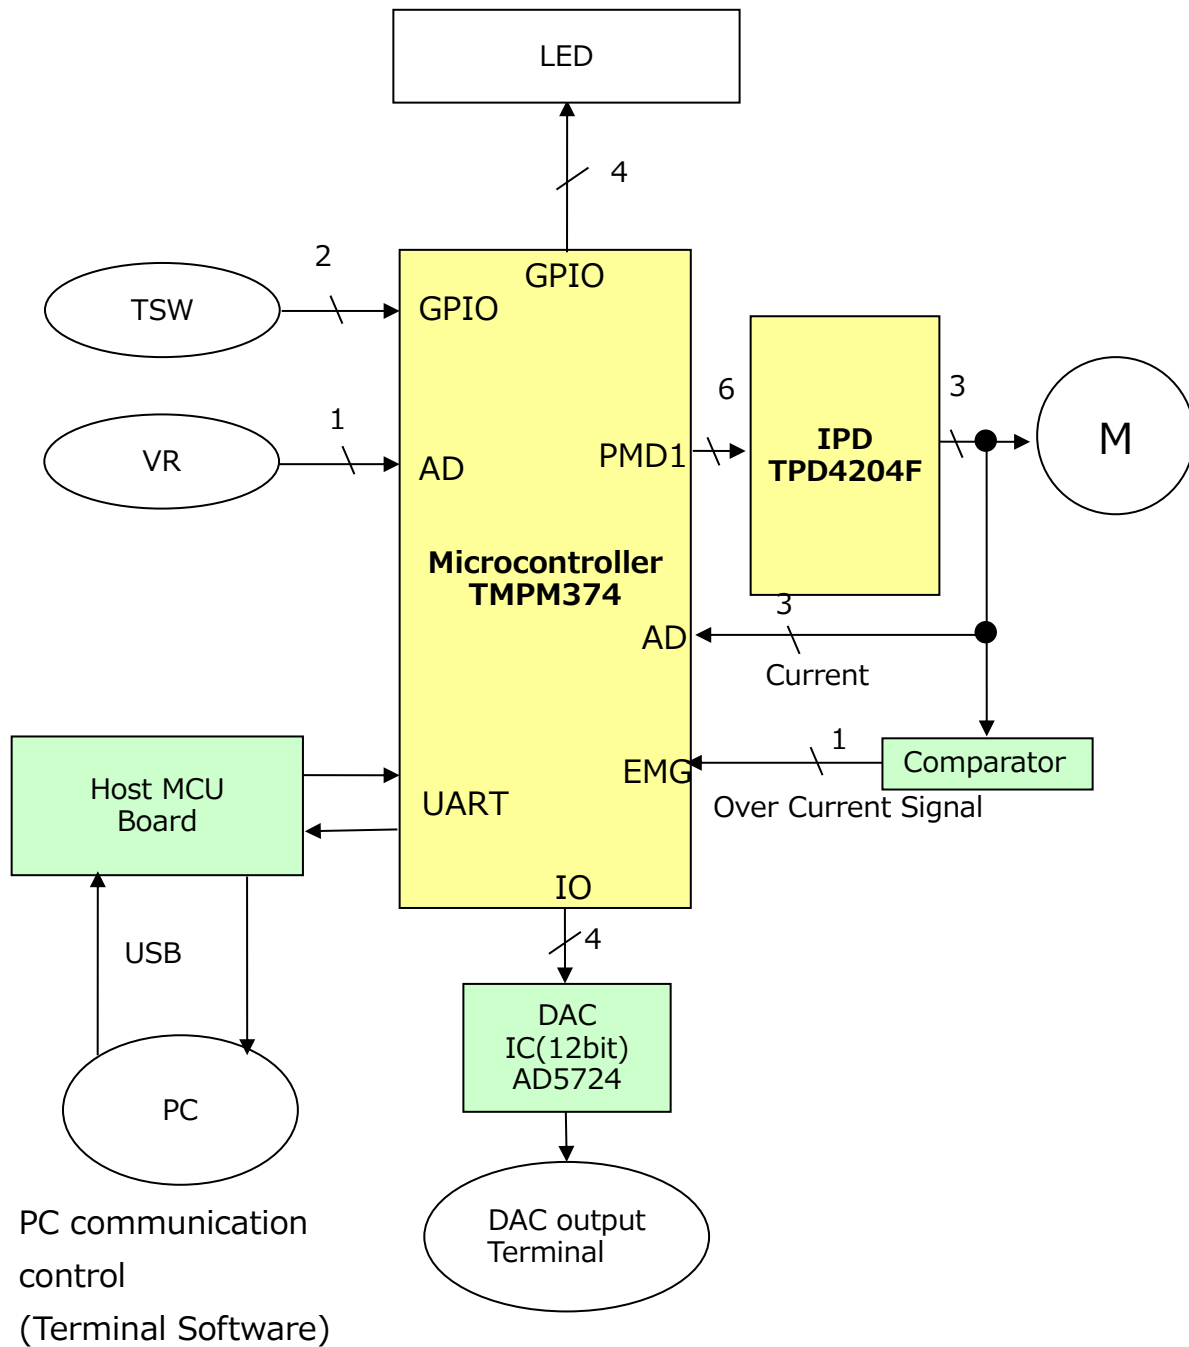 LED
4
2
GPIO
TSW
GPIO
6
3
1
PMD1
IPD
TPD4204F
M
VR
AD
Microcontroller
TMPM374
3
AD
Current
1
Host MCU
Board
UART
EMG
Comparator
Over Current Signal
IO
4
USB
DAC
IC(12bit)
AD5724
PC
DAC output
Terminal
PC communication
control
(Terminal Software)